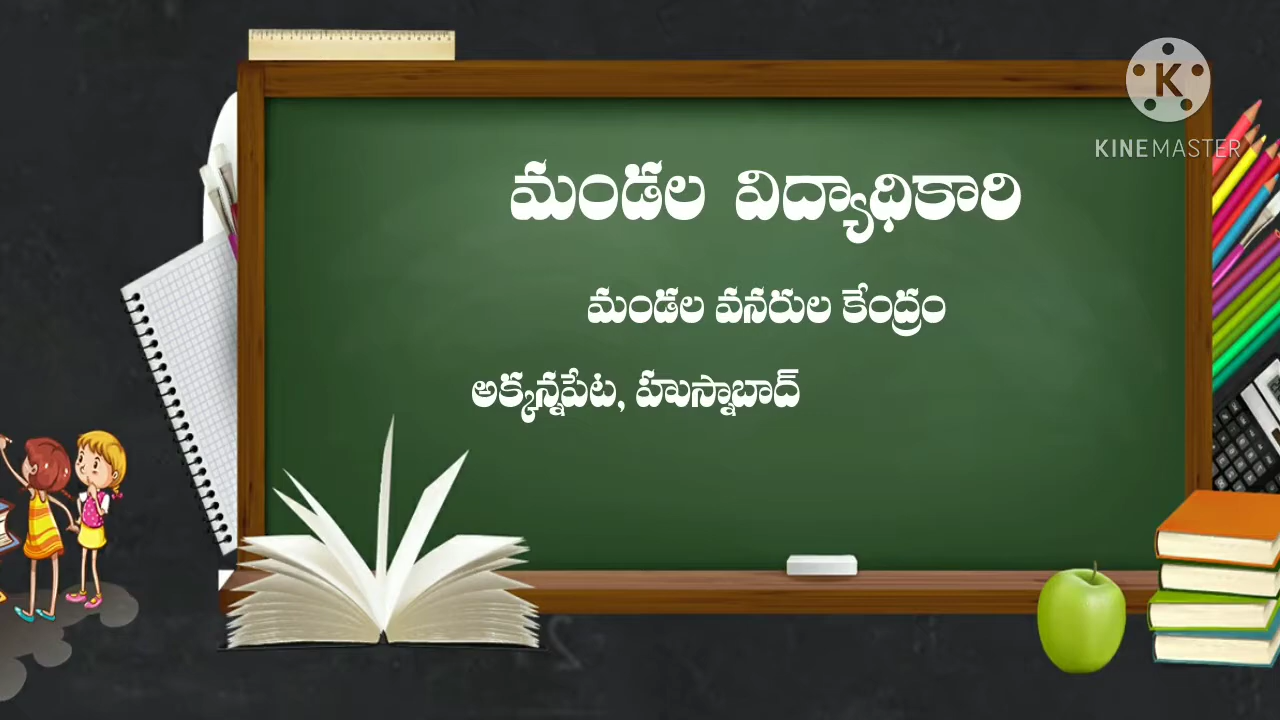 K
KINEMASTER
మండల విద్యాధికారి
మండల వనరుల కేంద్రం
అక్కన్నపేట, హుస్నాబాద్